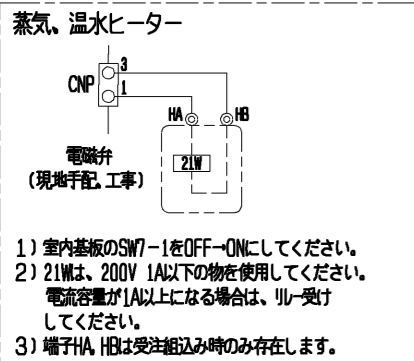 蒸気、温水ヒーター
3
CNP
1
HA HB
21W
電磁弁
(現地手配、工事)
1) 室内基板のSW7-1をOFF→ONにしてください。
2) 21Wは、200V 1A以下の物を使用してください。
電流容量が1A以上になる場合は、リレー受け
してください。
3) 端子HA、HBは受注組込み時のみ存在します。